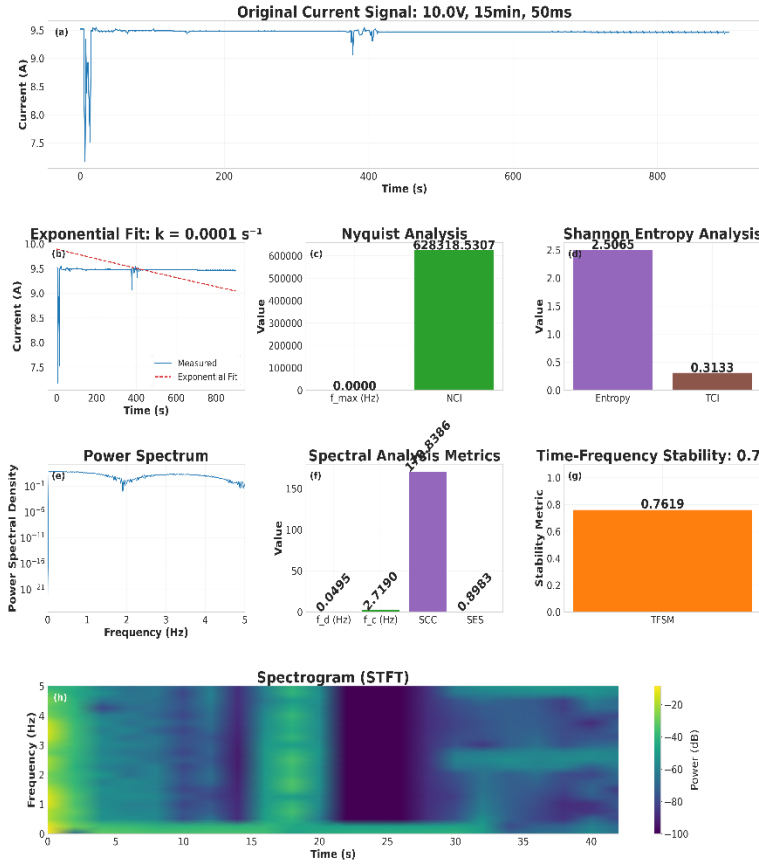 Original Current Signal: 10.0V, 15min, 50ms
(a)
Current (A)
9.5
9.0
8.5
8.0
7.5
0 200 400 600 800
Time (s)
Exponential Fit: k = 0.0001 s⁻¹
(b)
Current (A)
10.0
9.5
9.0
8.5
8.0
7.5
Measured
Exponential Fit
0 200 400 600 800
Time (s)
Nyquist Analysis
(c)
628318.5307
Value
600000
500000
400000
300000
200000
100000
0
0.0000
f_max (Hz) NCI
Shannon Entropy Analysis
(d)
2.5065
Value
2.5
2.0
1.5
1.0
0.5
0.0
0.3133
Entropy TCI
Power Spectrum
(e)
Power Spectral Density
10⁻¹
10⁻⁶
10⁻¹¹
10⁻¹⁶
10⁻²¹
0 1 2 3 4 5
Frequency (Hz)
Spectral Analysis Metrics
(f)
Value
150
100
50
0
0.0495
2.7190
0.8983
f_d (Hz) f_c (Hz) SCC SES
Time-Frequency Stability: 0.7
(g)
Stability Metric
1.0
0.8
0.6
0.4
0.2
0.0
0.7619
TFSM
Spectrogram (STFT)
(h)
Frequency (Hz)
5
4
3
2
1
0
0 5 10 15 20 25 30 35 40
Time (s)
−20
−40
−60
−80
−100
Power (dB)